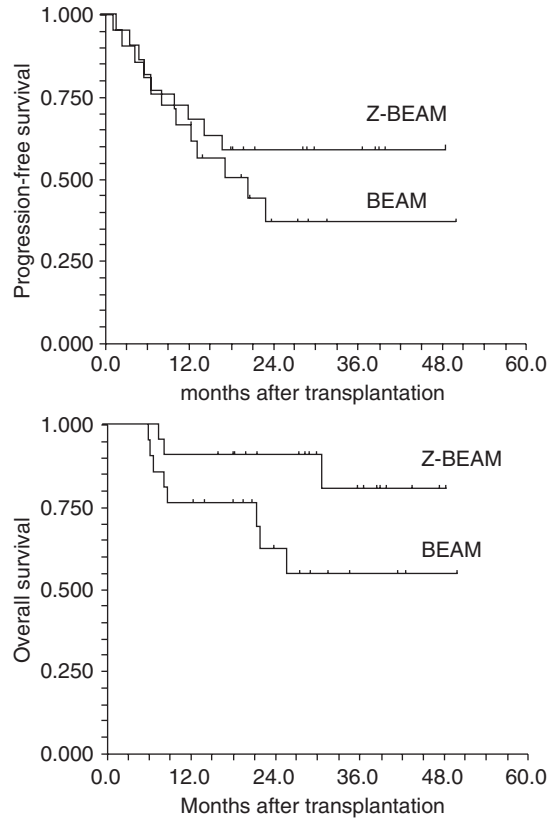 1.000
0.750
0.500
0.250
0.000
Progression-free survival
Z-BEAM
BEAM
0.0 12.0 24.0 36.0 48.0 60.0
months after transplantation
1.000
0.750
0.500
0.250
0.000
Overall survival
Z-BEAM
BEAM
0.0 12.0 24.0 36.0 48.0 60.0
Months after transplantation